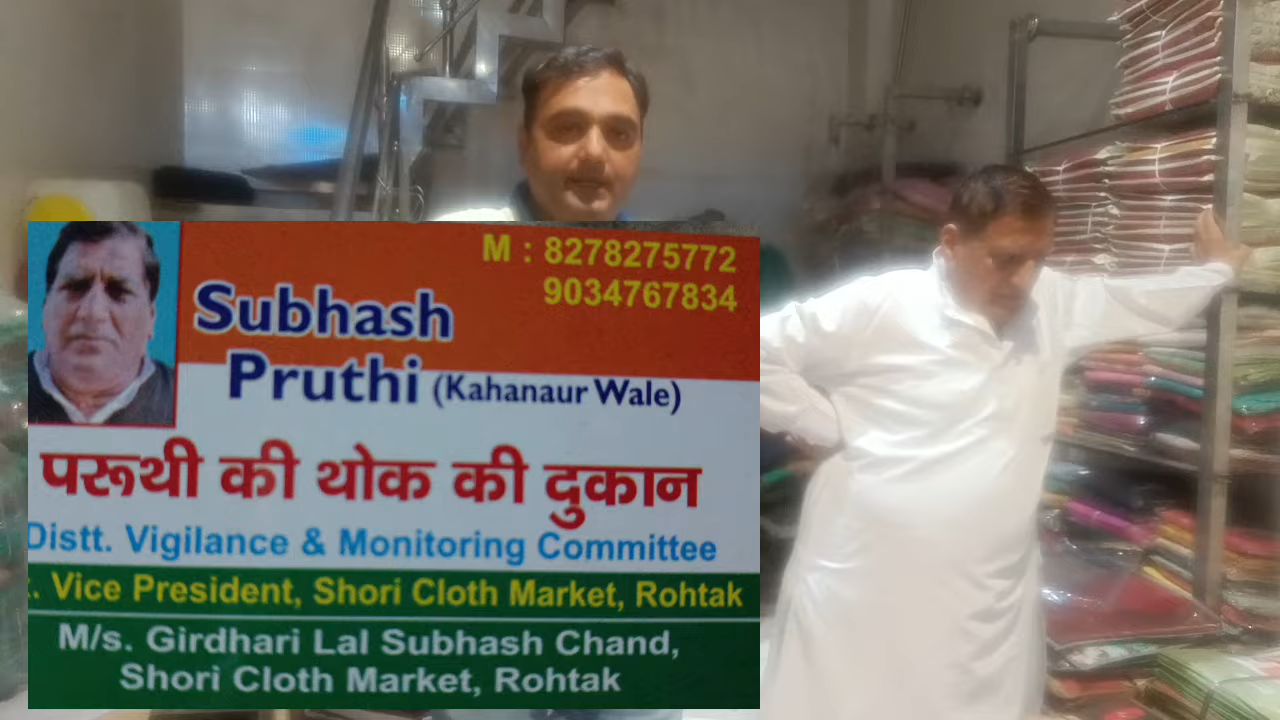 M : 8278275772
9034767834
Subhash
Pruthi (Kahanaur Wale)
परूथी की थोक की दुकान
Distt. Vigilance & Monitoring Committee
. Vice President, Shori Cloth Market, Rohtak
M/s. Girdhari Lal Subhash Chand,
Shori Cloth Market, Rohtak